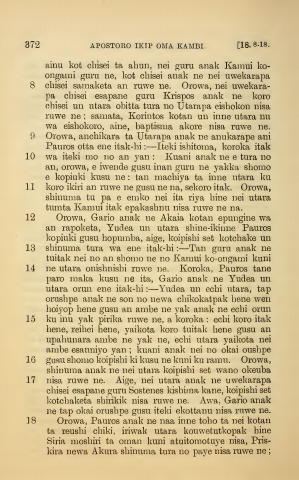 372 APOSTORO IKIP OMA KAMBI. [18. 8-18.
ainu kot chisei ta ahun, nei guru anak Kamui ko-
ongami guru ne, kot chisei anak ne nei uwekarapa
8 chisei samaketa an ruwe ne. Orowa, nei uwekara-
pa chisei esapane guru Krispos anak ne koro
chisei un utara obitta tura no Utarapa eishokon nisa
ruwe ne; samata, Korintos kotan un inne utara nu
wa eishokoro, aine, baptisma akoro nisa ruwe ne.
9 Orowa, anchikara ta Utarapa anak ne anukarape ani
Pauros otta ene itak-hi:—Iteki ishitoma, koroka itak
10 wa iteki mo no an yan: Kuani anak ne e tura no
an, orowa, e iwende gusu inan guru ne yakka shomo
e kopiuki kusu ne: tan machiya ta inne utara ku
11 koro ikiri an ruwe ne gusu ne na, sekoro itak. Orowa,
shinuma tu pa e emko nei ita riya hine nei utara
tumta Kamui itak epakashnu nisa ruwe ne na.
12 Orowa, Gario anak ne Akaia kotan epungine wa
an rapoketa, Yudea un utara shine-ikinne Pauros
kopiuki gusu hopumba, aige, koipishi set kotchake un
13 shinuma tura wa ene itak-hi:—Tan guru anak ne
tuitak nei no an shomo ne no Kamui ko-ongami kuni
14 ne utara onishnishi ruwe ne. Koroka, Pauros tane
paro maka kusu ne ita, Gario anak ne Yudea un
utara orun ene itak-hi:—Yudea un echi utara, tap
orushpe anak ne son no newa chikokatpak hene wen
hoiyop hene gusu an ambe ne yak anak ne echi orun
15 ku inu yak pirika ruwe ne, a konoka: echi koro itak
hene, reihei hene, yaikota koro tuitak hene gusu an
upahunara ambe ne yak ne, echi utara yaikota nei
ambe esanniyo yan; kuani anak nei no okai orushpe
16 gusu shomo koipishi ki kusu ne kuni ku ramu. Orowa,
shinuma anak ne nei utara koipishi set wano okeuba
17 nisa ruwe ne. Aige, nei utara anak ne uwekarapa
chisei esapane guru Sostenes kishima kane, koipishi set
kotchaketa shirikik nisa ruwe ne. Awa, Gario anak
ne tap okai orushpe gusu iteki ekottanu nisa ruwe ne.
18 Orowa, Pauros anak ne naa inne toho ta nei kotan
ta reushi chiki, iriwak utara kouwetutkopak hine
Siria moshiri ta oman kuni atuitomotuye nisa, Pris-
kira newa Akura shinuma tura no paye nisa ruwe ne;